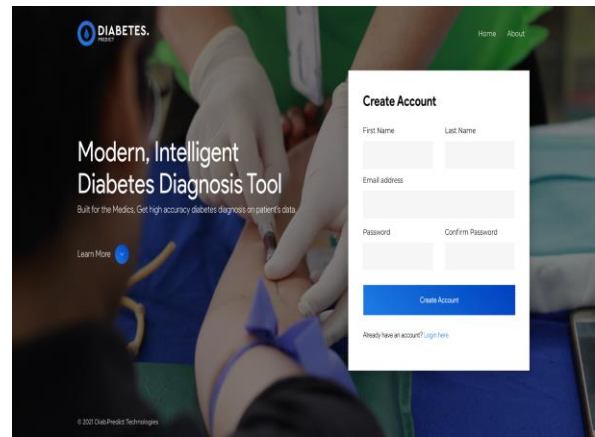 DIABETES.
PREDICT
Home About
Create Account
First Name Last Name
Email address
Password Confirm Password
Create Account
Already have an account? Login here
Modern, Intelligent
Diabetes Diagnosis Tool
Built for the Medics, Get high accuracy diabetes diagnosis on patient's data.
Learn More
© 2021 Diab.Predict Technologies